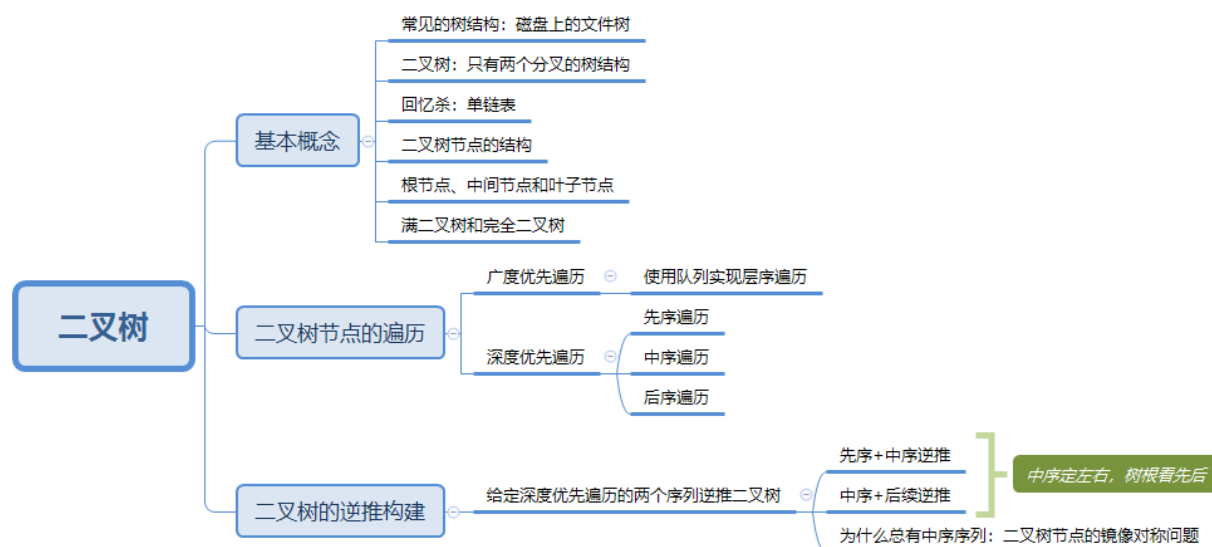 常见的树结构：磁盘上的文件树
二叉树：只有两个分叉的树结构
回忆杀：单链表
基本概念
二叉树节点的结构
根节点、中间节点和叶子节点
满二叉树和完全二叉树
二叉树
二叉树节点的遍历
广度优先遍历
使用队列实现层序遍历
深度优先遍历
先序遍历
中序遍历
后序遍历
二叉树的逆推构建
给定深度优先遍历的两个序列逆推二叉树
先序+中序逆推
中序+后续逆推
中序定左右，树根看先后
为什么总有中序序列：二叉树节点的镜像对称问题